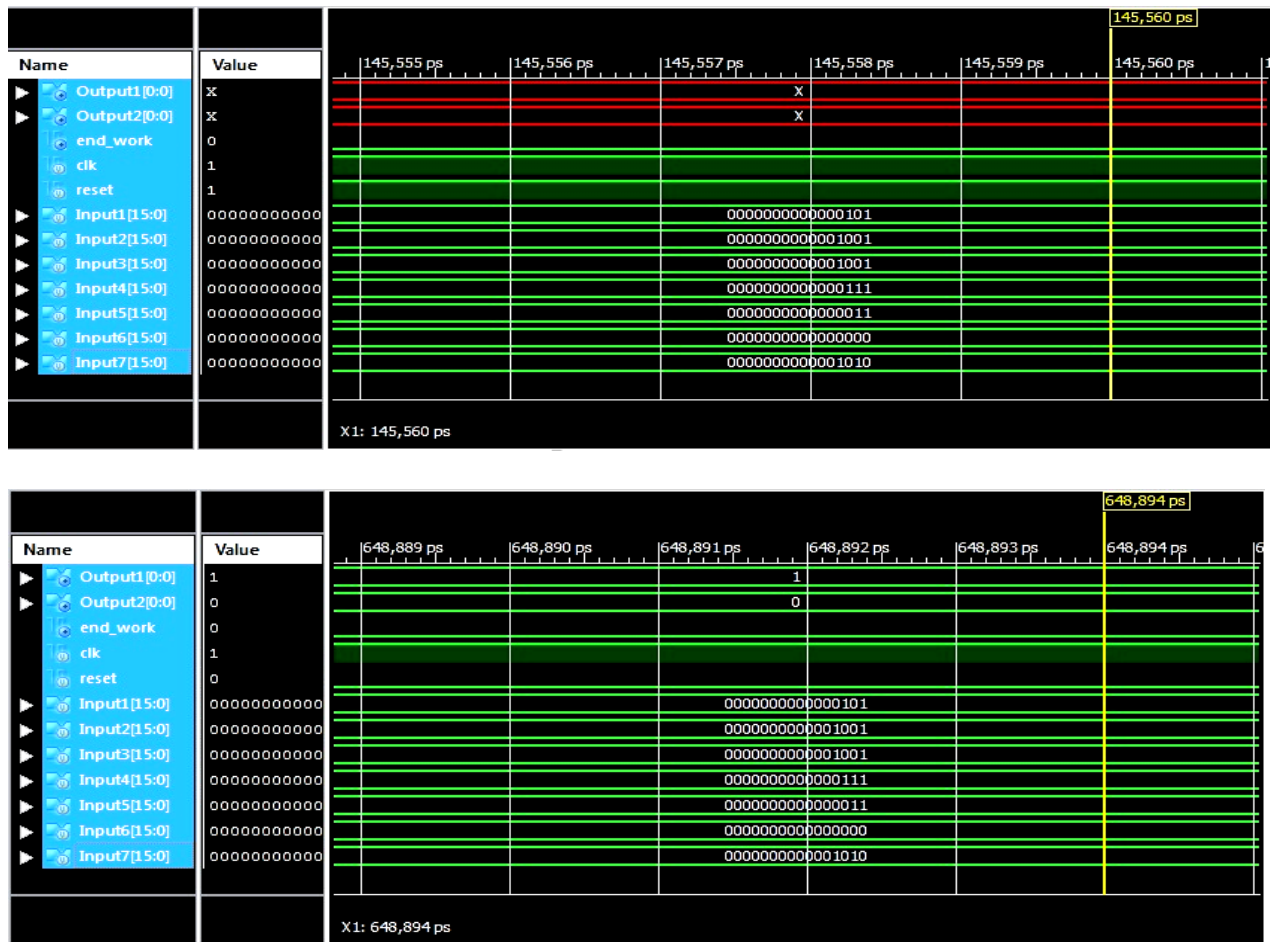 145,560 ps
Name Value 145,555 ps 145,556 ps 145,557 ps 145,558 ps 145,559 ps 145,560 ps 1
Output1[0:0] X X
Output2[0:0] X X
end_work 0
clk 1
reset 1
Input1[15:0] 00000000000 0000000000000101
Input2[15:0] 00000000000 0000000000001001
Input3[15:0] 00000000000 0000000000001001
Input4[15:0] 00000000000 0000000000000111
Input5[15:0] 00000000000 0000000000000011
Input6[15:0] 00000000000 0000000000000000
Input7[15:0] 00000000000 0000000000001010
X1: 145,560 ps
648,894 ps
Name Value 648,889 ps 648,890 ps 648,891 ps 648,892 ps 648,893 ps 648,894 ps 6
Output1[0:0] 1 1
Output2[0:0] 0 0
end_work 0
clk 1
reset 0
Input1[15:0] 00000000000 0000000000000101
Input2[15:0] 00000000000 0000000000001001
Input3[15:0] 00000000000 0000000000001001
Input4[15:0] 00000000000 0000000000000111
Input5[15:0] 00000000000 0000000000000011
Input6[15:0] 00000000000 0000000000000000
Input7[15:0] 00000000000 0000000000001010
X1: 648,894 ps